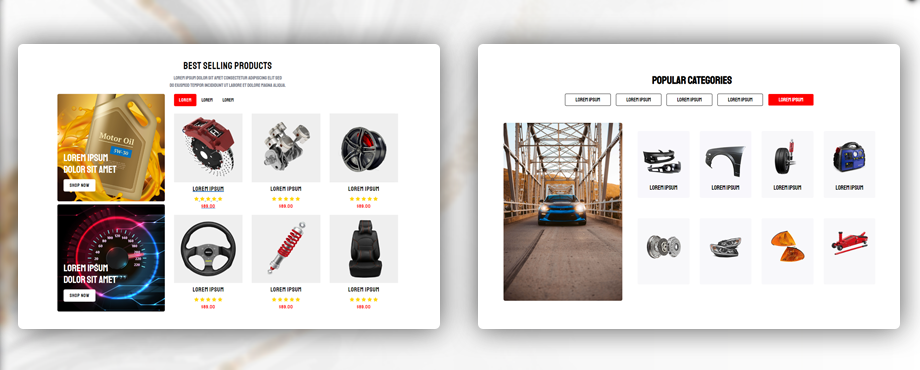 BEST SELLING PRODUCTS
LOREM IPSUM DOLOR SIT AMET CONSECTETUR ADIPISCING ELIT SED
DO EIUSMOD TEMPOR INCIDIDUNT UT LABORE ET DOLORE MAGNA ALIQUA.
LOREM LOREM LOREM
Motor Oil
5W-30
LOREM IPSUM
DOLOR SIT AMET
SHOP NOW
LOREM IPSUM LOREM IPSUM LOREM IPSUM
$89.00 $89.00 $89.00
LOREM IPSUM
DOLOR SIT AMET
SHOP NOW
LOREM IPSUM LOREM IPSUM LOREM IPSUM
$89.00 $89.00 $89.00
POPULAR CATEGORIES
LOREM IPSUM LOREM IPSUM LOREM IPSUM LOREM IPSUM LOREM IPSUM
LOREM IPSUM LOREM IPSUM LOREM IPSUM LOREM IPSUM